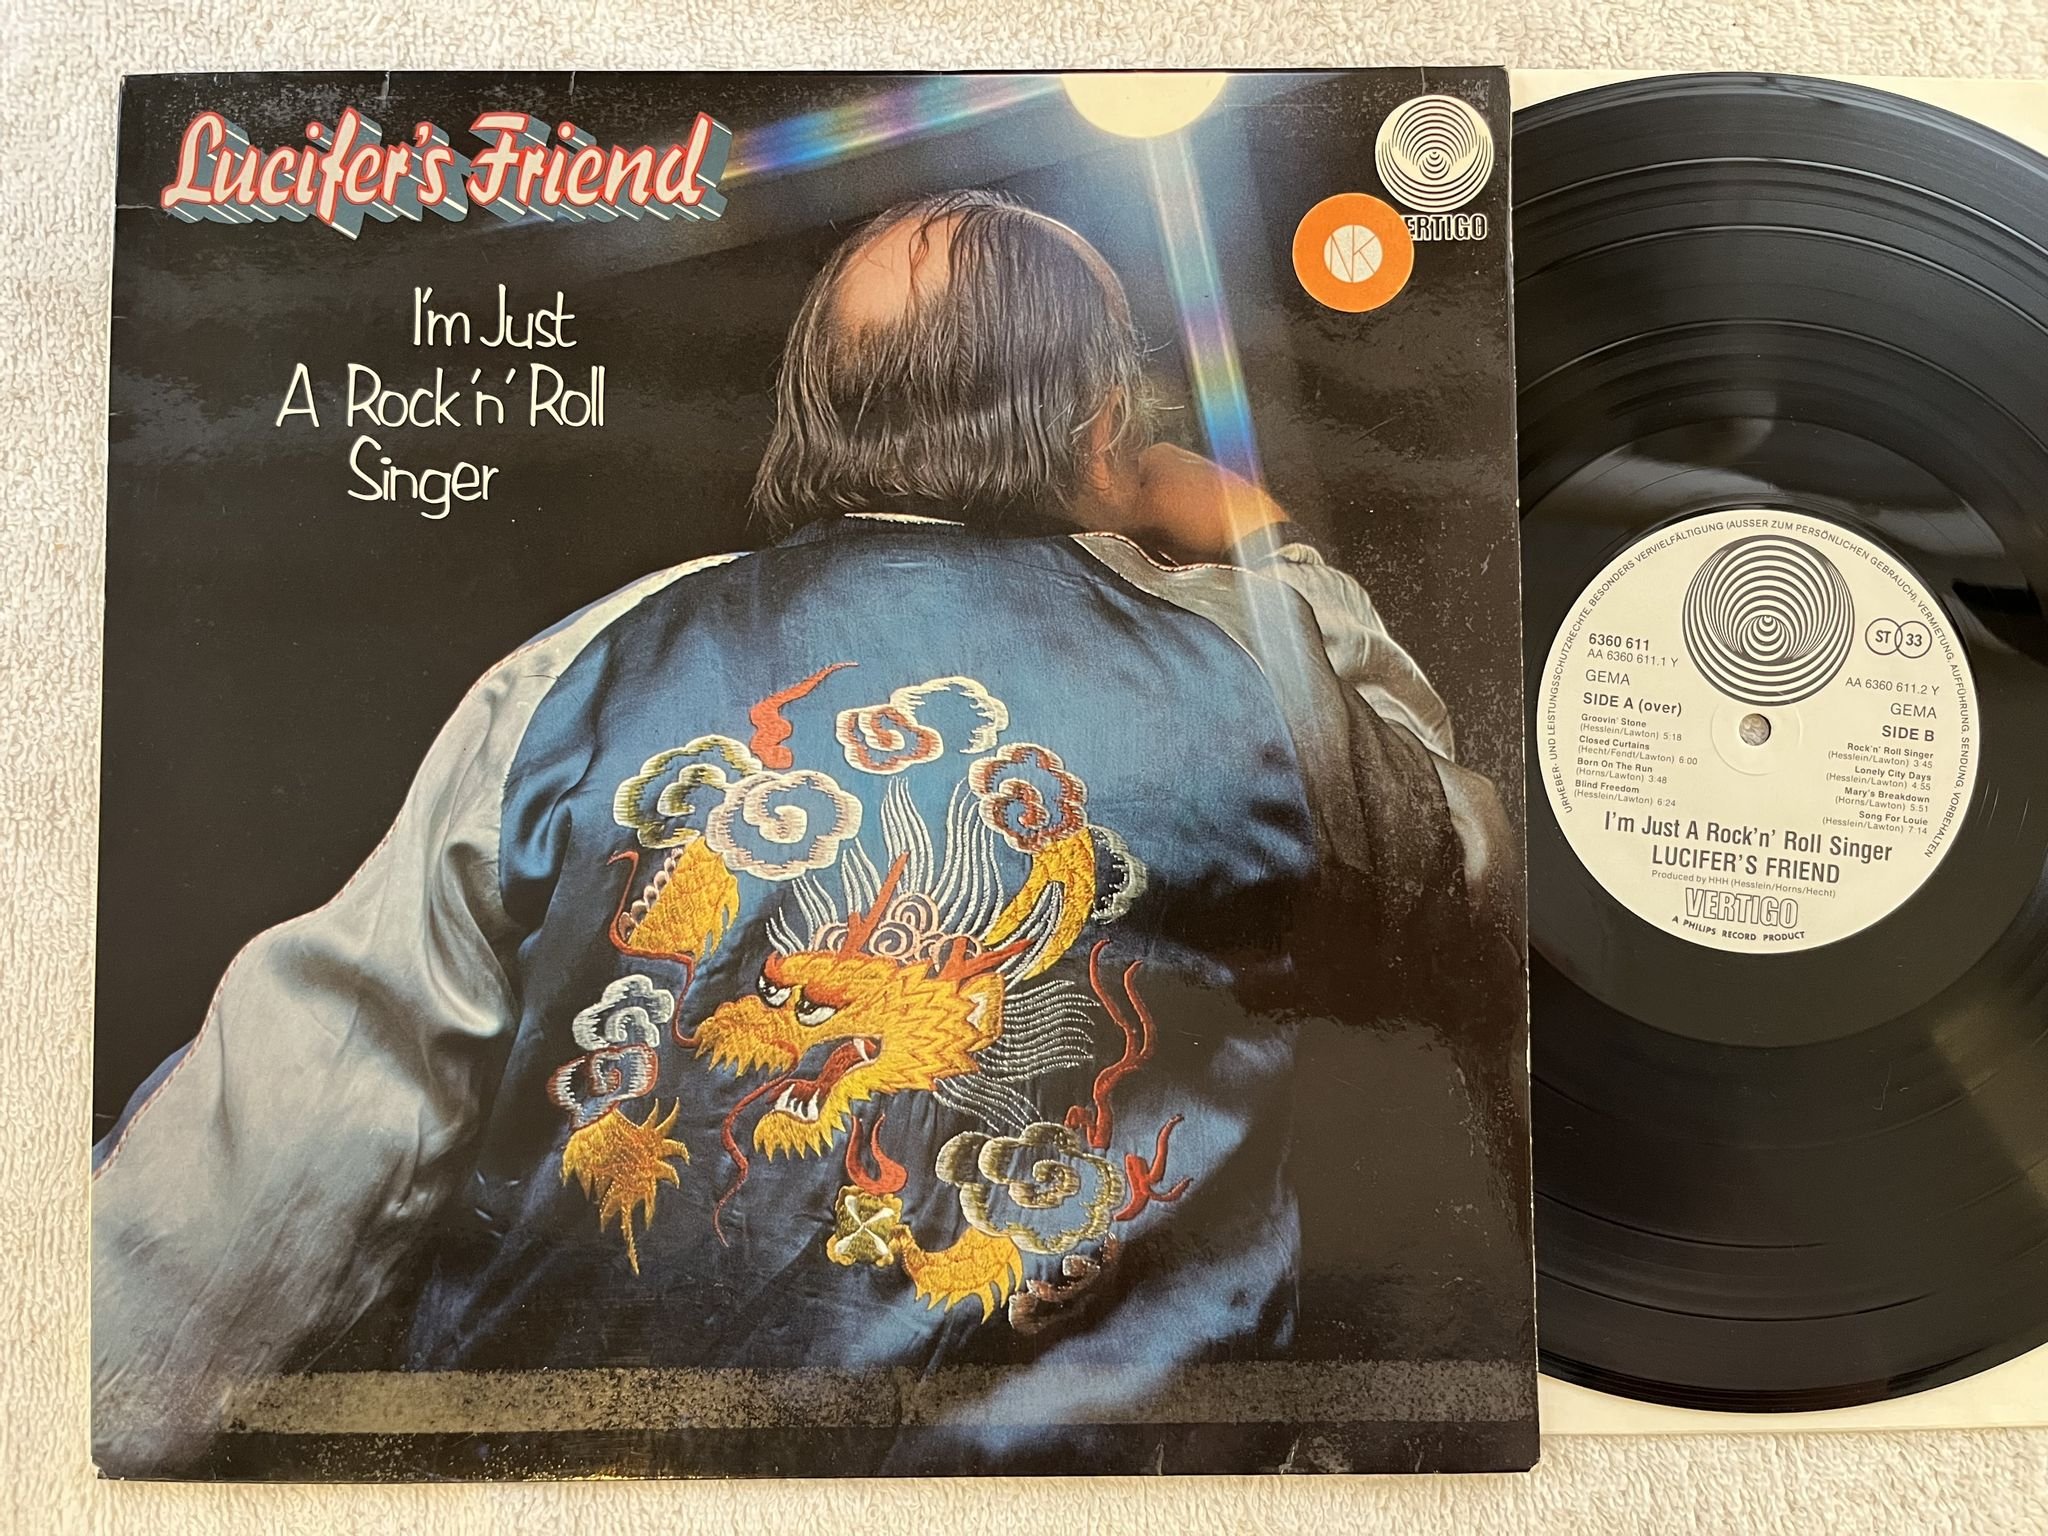 Lucifer's Friend
I'm Just
A Rock 'n' Roll
Singer
ERTIGO
NK
URHEBER- UND LEISTUNGSSCHUTZRECHTE, BESONDERS VERVIELFÄLTIGUNG (AUSSER ZUM PERSÖNLICHEN GEBRAUCH), VERMIETUNG, AUFFÜHRUNG, SENDUNG, VORBEHALTEN
6360 611
AA 6360 611.1 Y
GEMA
SIDE A (over)
Groovin' Stone
(Hesslein/Lawton) 5:18
Closed Curtains
(Hecht/Fendt/Lawton) 6:00
Born On The Run
(Horns/Lawton) 3:48
Blind Freedom
(Hesslein/Lawton) 6:24
ST 33
AA 6360 611.2 Y
GEMA
SIDE B
Rock'n' Roll Singer
(Hesslein/Lawton) 3:45
Lonely City Days
(Hesslein/Lawton) 4:55
Mary's Breakdown
(Horns/Lawton) 5:51
Song For Louie
(Hesslein/Lawton) 7:14
I'm Just A Rock'n' Roll Singer
LUCIFER'S FRIEND
Produced by HHH (Hesslein/Horns/Hecht)
VERTIGO
A PHILIPS RECORD PRODUCT